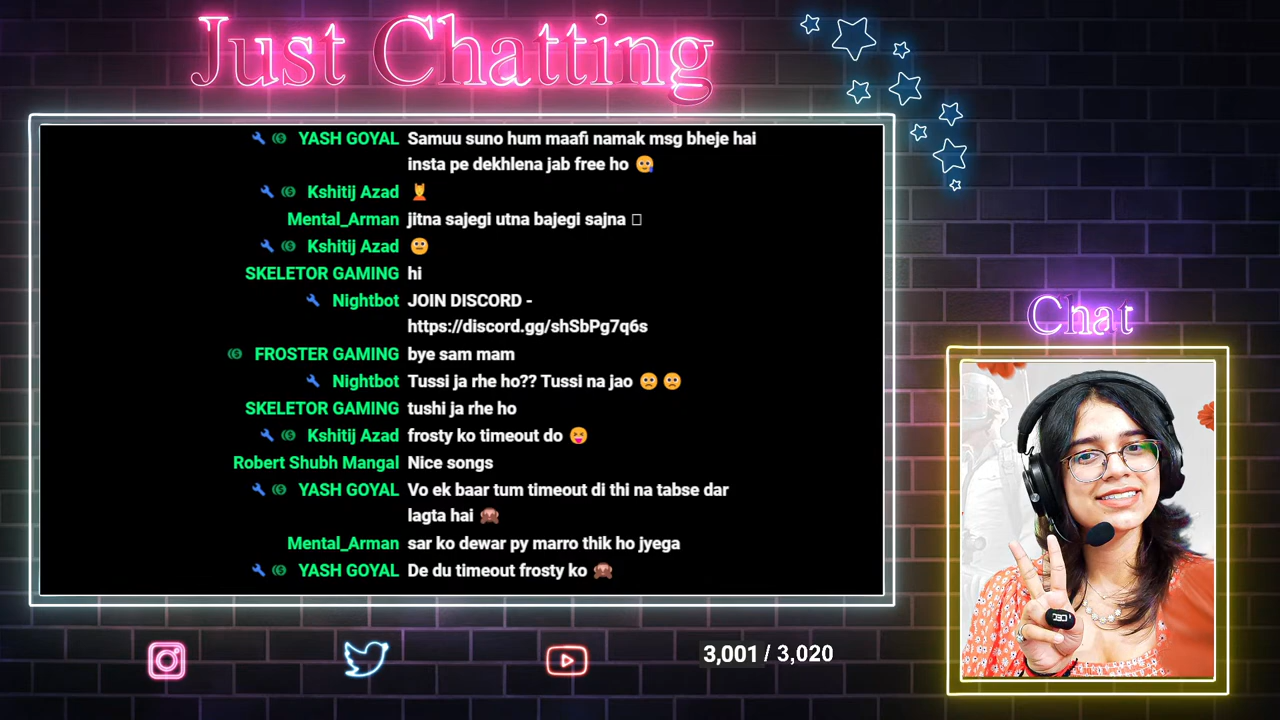 Just Chatting
YASH GOYAL Samuu suno hum maafi namak msg bheje hai
insta pe dekhlena jab free ho 🥲
Kshitij Azad 💆
Mental_Arman jitna sajegi utna bajegi sajna
Kshitij Azad 😐
SKELETOR GAMING hi
Nightbot JOIN DISCORD -
https://discord.gg/shSbPg7q6s
FROSTER GAMING bye sam mam
Nightbot Tussi ja rhe ho?? Tussi na jao 🙁 🙁
SKELETOR GAMING tushi ja rhe ho
Kshitij Azad frosty ko timeout do 😝
Robert Shubh Mangal Nice songs
YASH GOYAL Vo ek baar tum timeout di thi na tabse dar
lagta hai 🙊
Mental_Arman sar ko dewar py marro thik ho jyega
YASH GOYAL De du timeout frosty ko 🙊
Chat
3,001 / 3,020